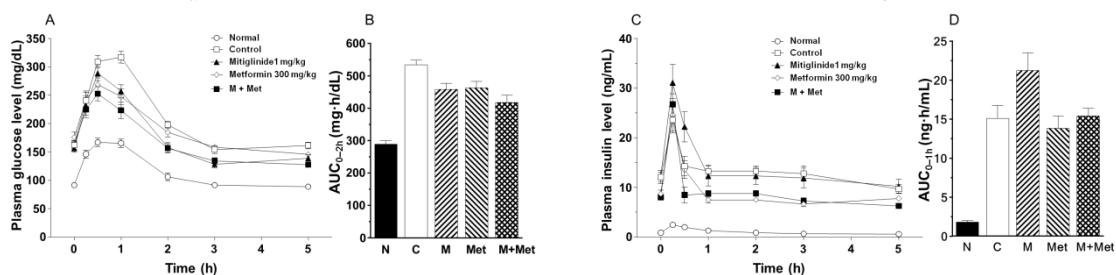 A
Plasma glucose level (mg/dL)
350
300
250
200
150
100
50
0
0
1
2
3
4
5
Time (h)
Normal
Control
Mitiglinide1 mg/kg
Metformin 300 mg/kg
M + Met
B
AUC0–2h (mg·h/dL)
600
500
400
300
200
100
0
N C M Met M+Met
C
Plasma insulin level (ng/mL)
40
30
20
10
0
0
1
2
3
4
5
Time (h)
Normal
Control
Mitiglinide1 mg/kg
Metformin 300 mg/kg
M + Met
D
AUC0–1h (ng·h/mL)
25
20
15
10
5
0
N C M Met M+Met